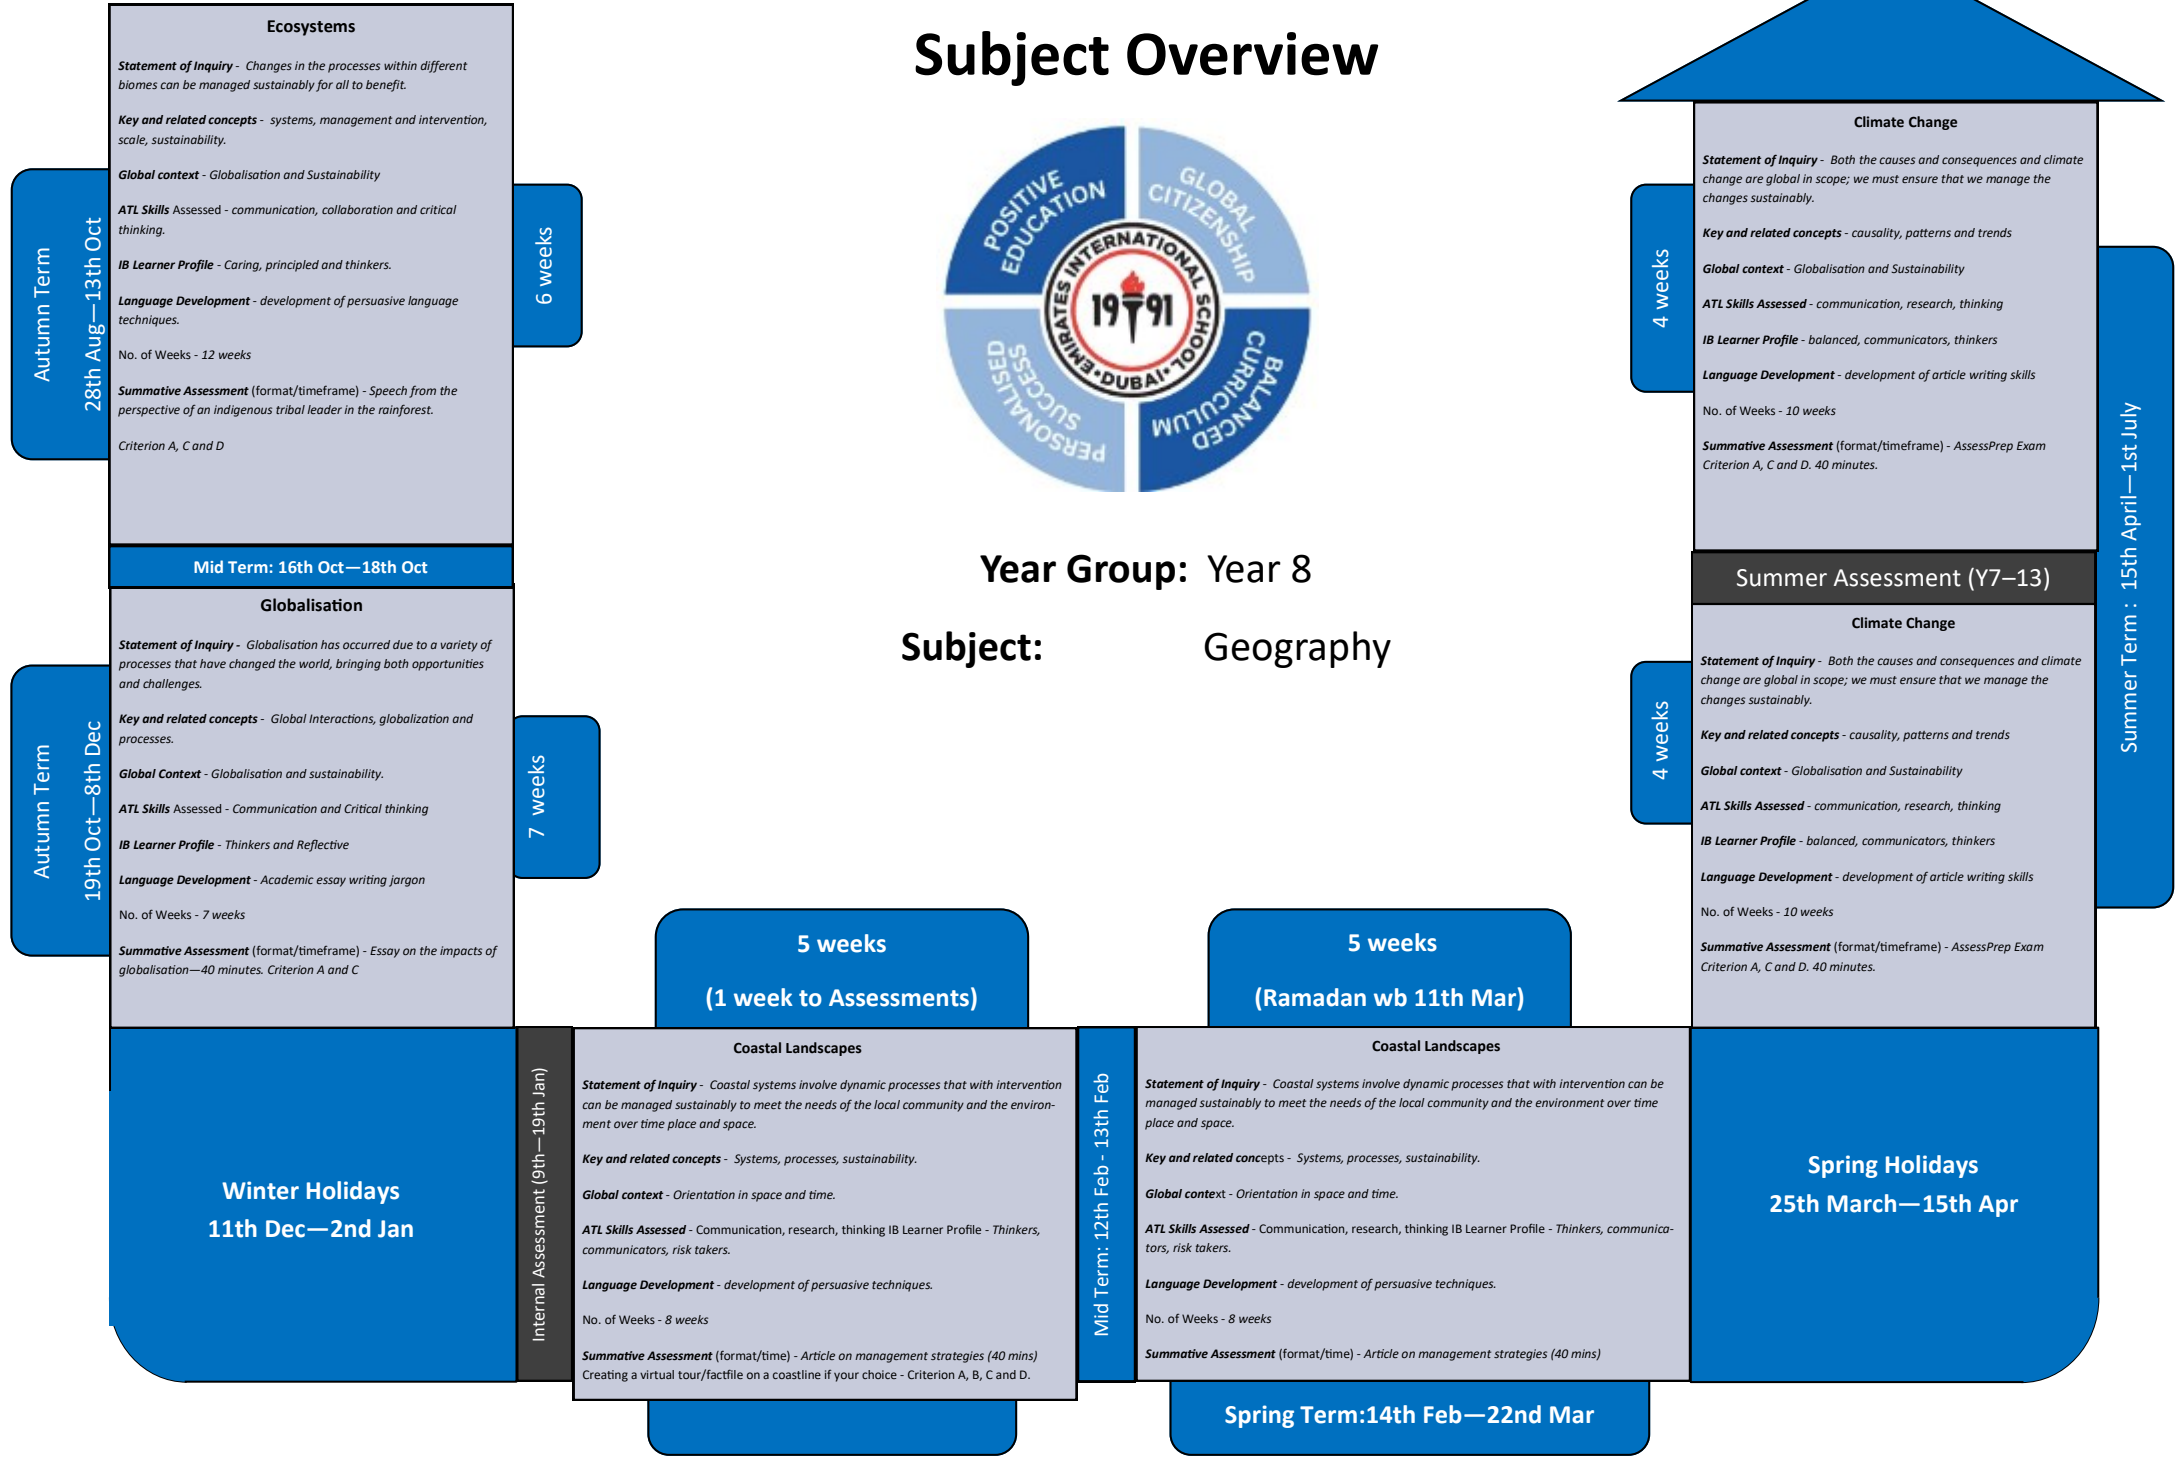 Subject Overview
POSITIVE
EDUCATION
GLOBAL
CITIZENSHIP
PERSONALISED
SUCCESS
BALANCED
CURRICULUM
EMIRATES INTERNATIONAL SCHOOL
•DUBAI•
1991
Year Group: Year 8
Subject: Geography
Autumn Term
28th Aug—13th Oct
6 weeks
Ecosystems
Statement of Inquiry - Changes in the processes within different
biomes can be managed sustainably for all to benefit.
Key and related concepts - systems, management and intervention,
scale, sustainability.
Global context - Globalisation and Sustainability
ATL Skills Assessed - communication, collaboration and critical
thinking.
IB Learner Profile - Caring, principled and thinkers.
Language Development - development of persuasive language
techniques.
No. of Weeks - 12 weeks
Summative Assessment (format/timeframe) - Speech from the
perspective of an indigenous tribal leader in the rainforest.
Criterion A, C and D
Mid Term: 16th Oct—18th Oct
Autumn Term
19th Oct—8th Dec
7 weeks
Globalisation
Statement of Inquiry - Globalisation has occurred due to a variety of
processes that have changed the world, bringing both opportunities
and challenges.
Key and related concepts - Global Interactions, globalization and
processes.
Global Context - Globalisation and sustainability.
ATL Skills Assessed - Communication and Critical thinking
IB Learner Profile - Thinkers and Reflective
Language Development - Academic essay writing jargon
No. of Weeks - 7 weeks
Summative Assessment (format/timeframe) - Essay on the impacts of
globalisation—40 minutes. Criterion A and C
Winter Holidays
11th Dec—2nd Jan
Internal Assessment (9th—19th Jan)
5 weeks
(1 week to Assessments)
Coastal Landscapes
Statement of Inquiry - Coastal systems involve dynamic processes that with intervention
can be managed sustainably to meet the needs of the local community and the environ-
ment over time place and space.
Key and related concepts - Systems, processes, sustainability.
Global context - Orientation in space and time.
ATL Skills Assessed - Communication, research, thinking IB Learner Profile - Thinkers,
communicators, risk takers.
Language Development - development of persuasive techniques.
No. of Weeks - 8 weeks
Summative Assessment (format/time) - Article on management strategies (40 mins)
Creating a virtual tour/factfile on a coastline if your choice - Criterion A, B, C and D.
Mid Term: 12th Feb - 13th Feb
5 weeks
(Ramadan wb 11th Mar)
Coastal Landscapes
Statement of Inquiry - Coastal systems involve dynamic processes that with intervention can be
managed sustainably to meet the needs of the local community and the environment over time
place and space.
Key and related concepts - Systems, processes, sustainability.
Global context - Orientation in space and time.
ATL Skills Assessed - Communication, research, thinking IB Learner Profile - Thinkers, communica-
tors, risk takers.
Language Development - development of persuasive techniques.
No. of Weeks - 8 weeks
Summative Assessment (format/time) - Article on management strategies (40 mins)
Spring Term:14th Feb—22nd Mar
Spring Holidays
25th March—15th Apr
Climate Change
Statement of Inquiry - Both the causes and consequences and climate
change are global in scope; we must ensure that we manage the
changes sustainably.
Key and related concepts - causality, patterns and trends
Global context - Globalisation and Sustainability
ATL Skills Assessed - communication, research, thinking
IB Learner Profile - balanced, communicators, thinkers
Language Development - development of article writing skills
No. of Weeks - 10 weeks
Summative Assessment (format/timeframe) - AssessPrep Exam
Criterion A, C and D. 40 minutes.
4 weeks
Summer Assessment (Y7–13)
Climate Change
Statement of Inquiry - Both the causes and consequences and climate
change are global in scope; we must ensure that we manage the
changes sustainably.
Key and related concepts - causality, patterns and trends
Global context - Globalisation and Sustainability
ATL Skills Assessed - communication, research, thinking
IB Learner Profile - balanced, communicators, thinkers
Language Development - development of article writing skills
No. of Weeks - 10 weeks
Summative Assessment (format/timeframe) - AssessPrep Exam
Criterion A, C and D. 40 minutes.
4 weeks
Summer Term : 15th April—1st July